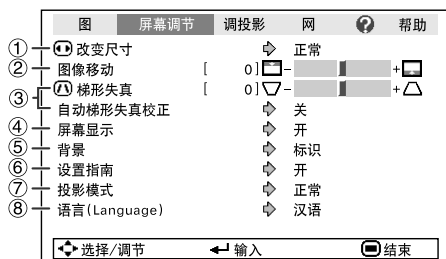 图 屏幕调节 调投影 网 ? 帮助
① 改变尺寸 正常
② 图像移动 [ 0] - +
③ 梯形失真 [ 0] - +
自动梯形失真校正 关
④ 屏幕显示 开
⑤ 背景 标识
⑥ 设置指南 开
⑦ 投影模式 正常
⑧ 语言(Language) 汉语
选择/调节 输入 结束